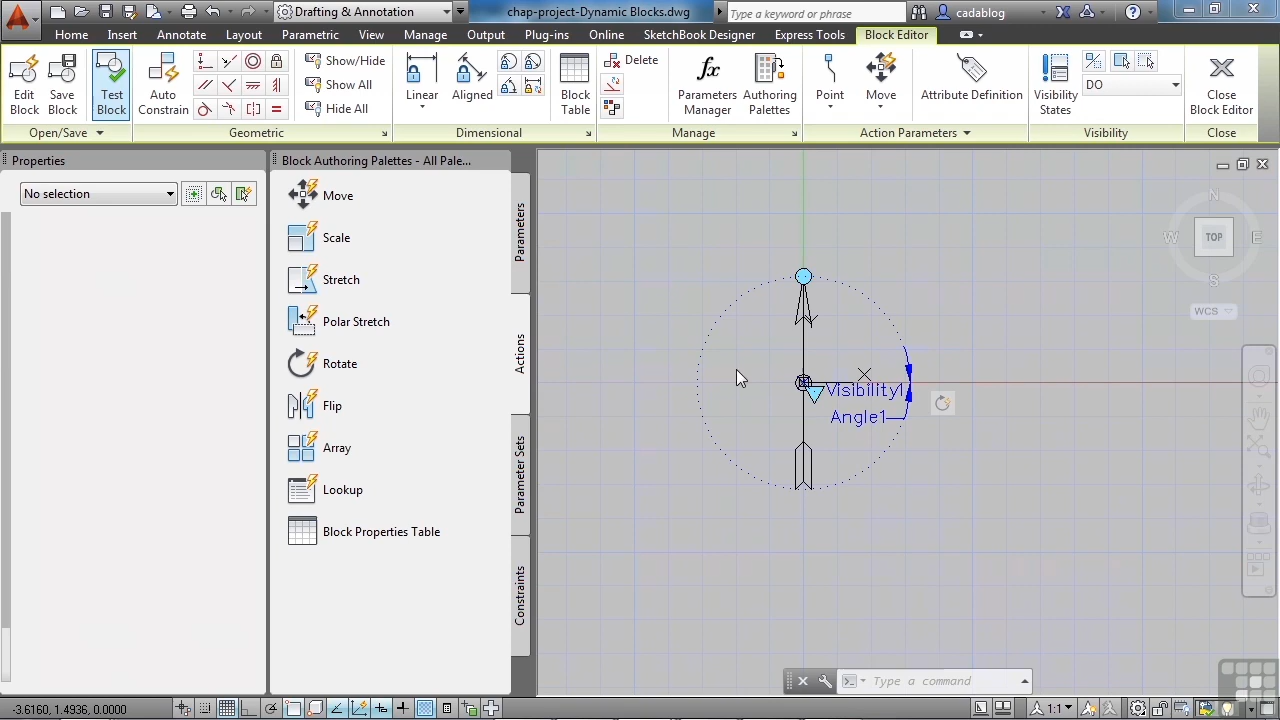 Drafting & Annotation
chap-project-Dynamic Blocks.dwg
Type a keyword or phrase
cadablog
Home
Insert
Annotate
Layout
Parametric
View
Manage
Output
Plug-ins
Online
SketchBook Designer
Express Tools
Block Editor
Edit
Block
Save
Block
Test
Block
Auto
Constrain
Show/Hide
Show All
Hide All
Linear
Aligned
Block
Table
Delete
Parameters
Manager
Authoring
Palettes
Point
Move
Attribute Definition
Visibility
States
DO
Close
Block Editor
Open/Save
Geometric
Dimensional
Manage
Action Parameters
Visibility
Close
Properties
No selection
Block Authoring Palettes - All Pale...
Move
Scale
Stretch
Polar Stretch
Rotate
Flip
Array
Lookup
Block Properties Table
Parameters
Actions
Parameter Sets
Constraints
Visibility1
Angle1
N
W
TOP
E
S
WCS
Type a command
-3.6160, 1.4936, 0.0000
1:1